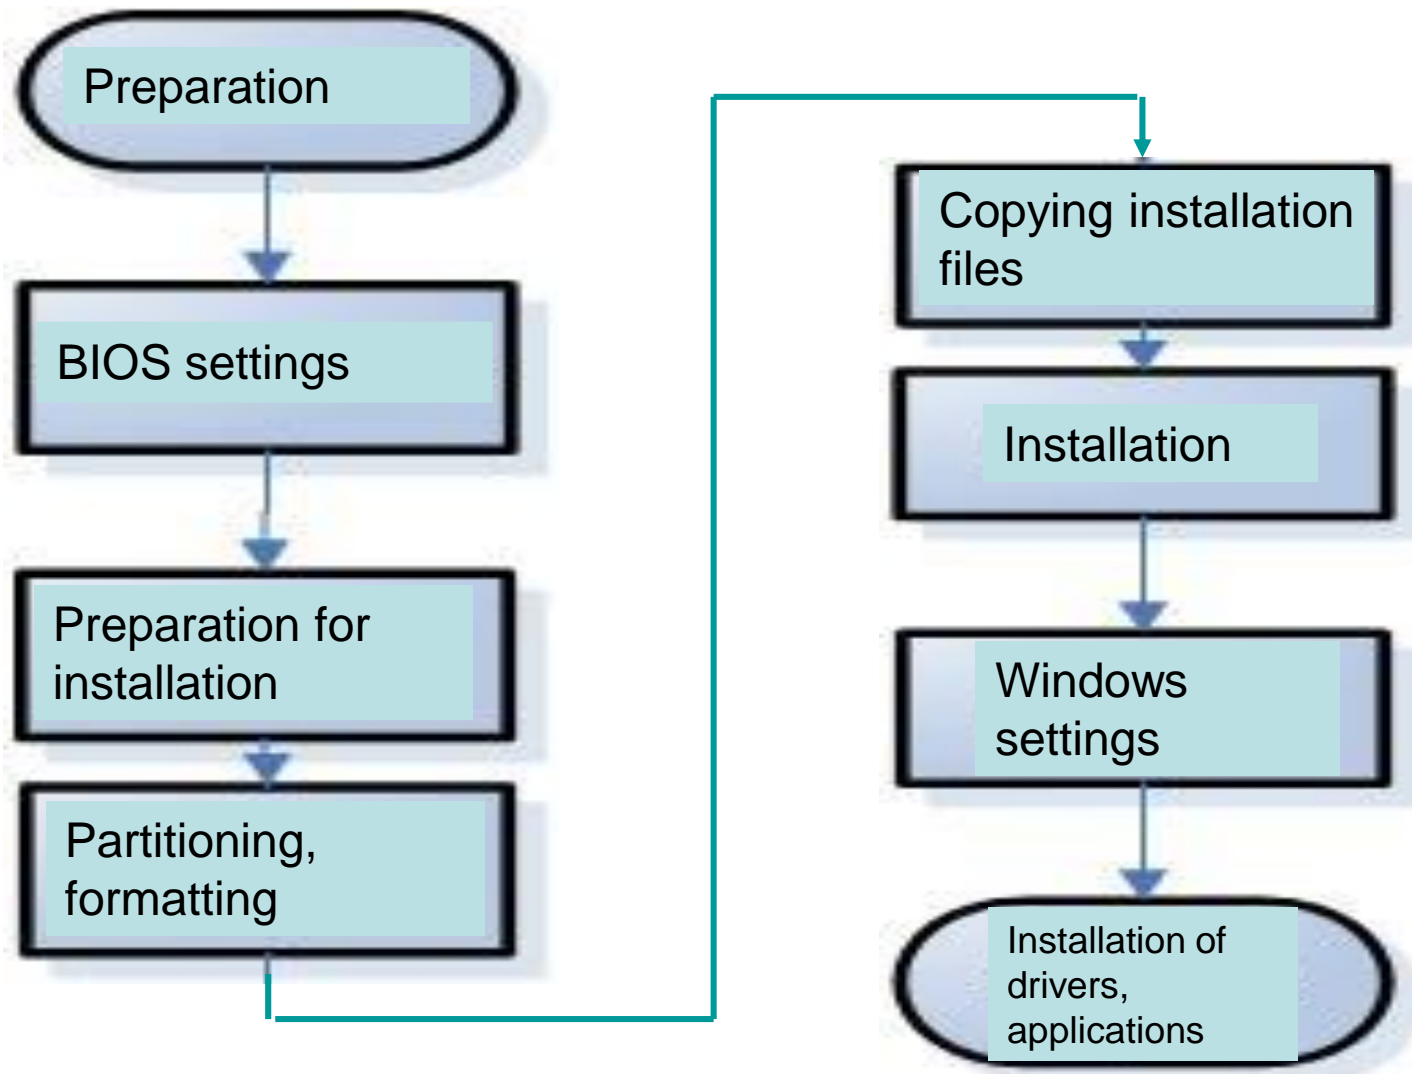 Preparation
BIOS settings
Preparation for
installation
Partitioning,
formatting
Copying installation
files
Installation
Windows
settings
Installation of
drivers,
applications